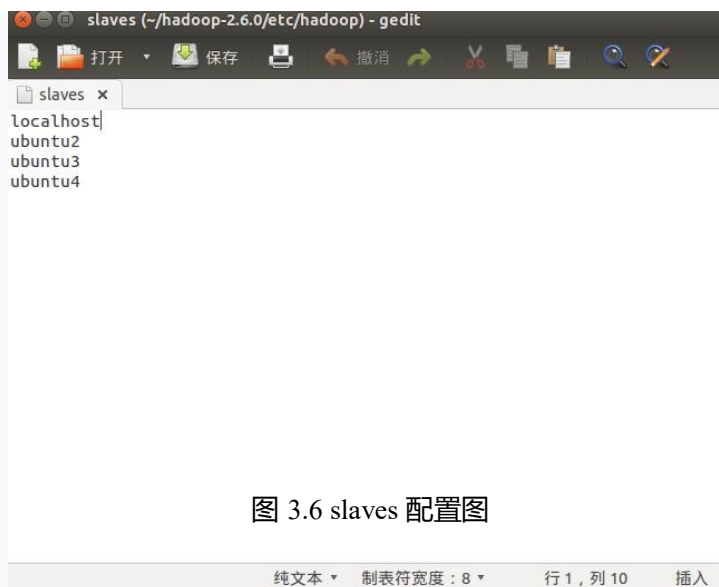 slaves (~/hadoop-2.6.0/etc/hadoop) - gedit
打开 保存 撤消
slaves ×
localhost
ubuntu2
ubuntu3
ubuntu4
图 3.6 slaves 配置图
纯文本 制表符宽度：8 行 1，列 10 插入